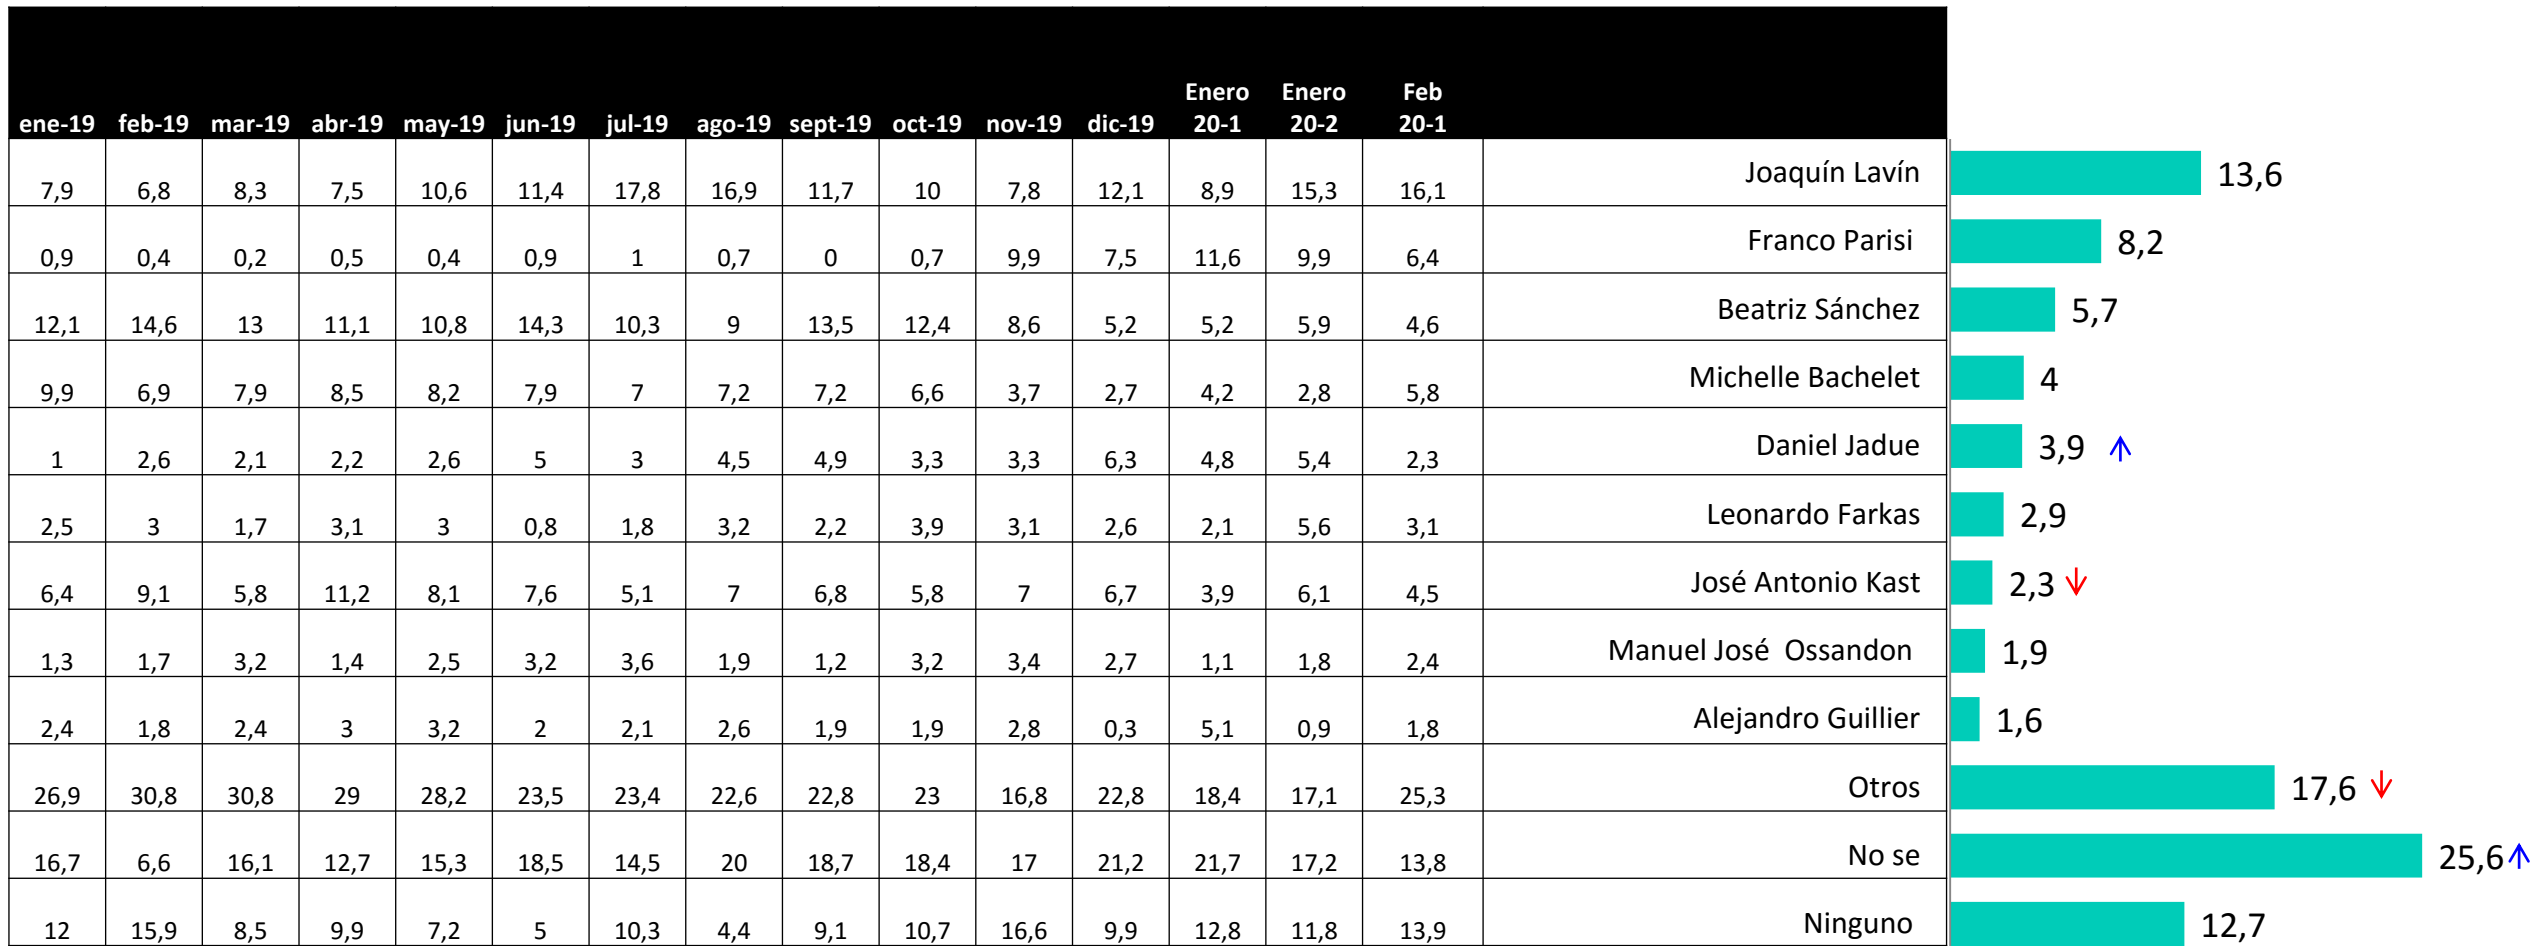 Enero Enero Feb
ene-19 feb-19 mar-19 abr-19 may-19 jun-19 jul-19 ago-19 sept-19 oct-19 nov-19 dic-19 20-1 20-2 20-1
7,9 6,8 8,3 7,5 10,6 11,4 17,8 16,9 11,7 10 7,8 12,1 8,9 15,3 16,1 Joaquín Lavín 13,6
0,9 0,4 0,2 0,5 0,4 0,9 1 0,7 0 0,7 9,9 7,5 11,6 9,9 6,4 Franco Parisi 8,2
12,1 14,6 13 11,1 10,8 14,3 10,3 9 13,5 12,4 8,6 5,2 5,2 5,9 4,6 Beatriz Sánchez 5,7
9,9 6,9 7,9 8,5 8,2 7,9 7 7,2 7,2 6,6 3,7 2,7 4,2 2,8 5,8 Michelle Bachelet 4
1 2,6 2,1 2,2 2,6 5 3 4,5 4,9 3,3 3,3 6,3 4,8 5,4 2,3 Daniel Jadue 3,9 ↑
2,5 3 1,7 3,1 3 0,8 1,8 3,2 2,2 3,9 3,1 2,6 2,1 5,6 3,1 Leonardo Farkas 2,9
6,4 9,1 5,8 11,2 8,1 7,6 5,1 7 6,8 5,8 7 6,7 3,9 6,1 4,5 José Antonio Kast 2,3 ↓
1,3 1,7 3,2 1,4 2,5 3,2 3,6 1,9 1,2 3,2 3,4 2,7 1,1 1,8 2,4 Manuel José Ossandon 1,9
2,4 1,8 2,4 3 3,2 2 2,1 2,6 1,9 1,9 2,8 0,3 5,1 0,9 1,8 Alejandro Guillier 1,6
26,9 30,8 30,8 29 28,2 23,5 23,4 22,6 22,8 23 16,8 22,8 18,4 17,1 25,3 Otros 17,6 ↓
16,7 6,6 16,1 12,7 15,3 18,5 14,5 20 18,7 18,4 17 21,2 21,7 17,2 13,8 No se 25,6 ↑
12 15,9 8,5 9,9 7,2 5 10,3 4,4 9,1 10,7 16,6 9,9 12,8 11,8 13,9 Ninguno 12,7